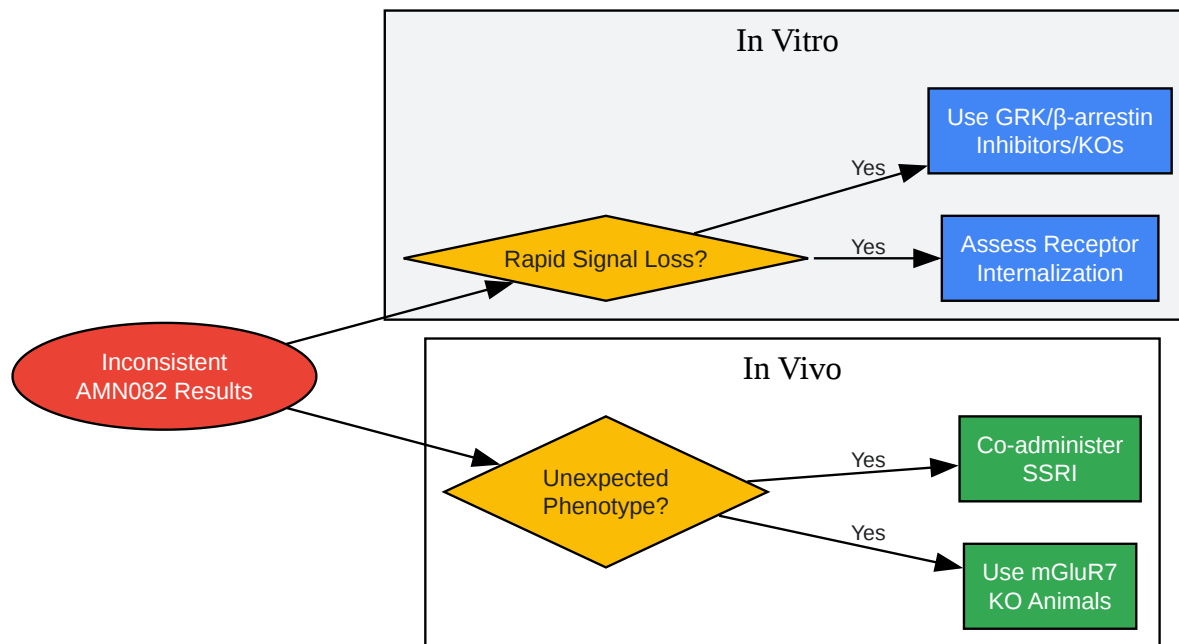 In Vitro
Use GRK/β-arrestin
Inhibitors/KOs
Yes
Rapid Signal Loss?
Yes
Assess Receptor
Internalization
Inconsistent
AMN082 Results
In Vivo
Unexpected
Phenotype?
Yes
Co-administer
SSRI
Yes
Use mGluR7
KO Animals